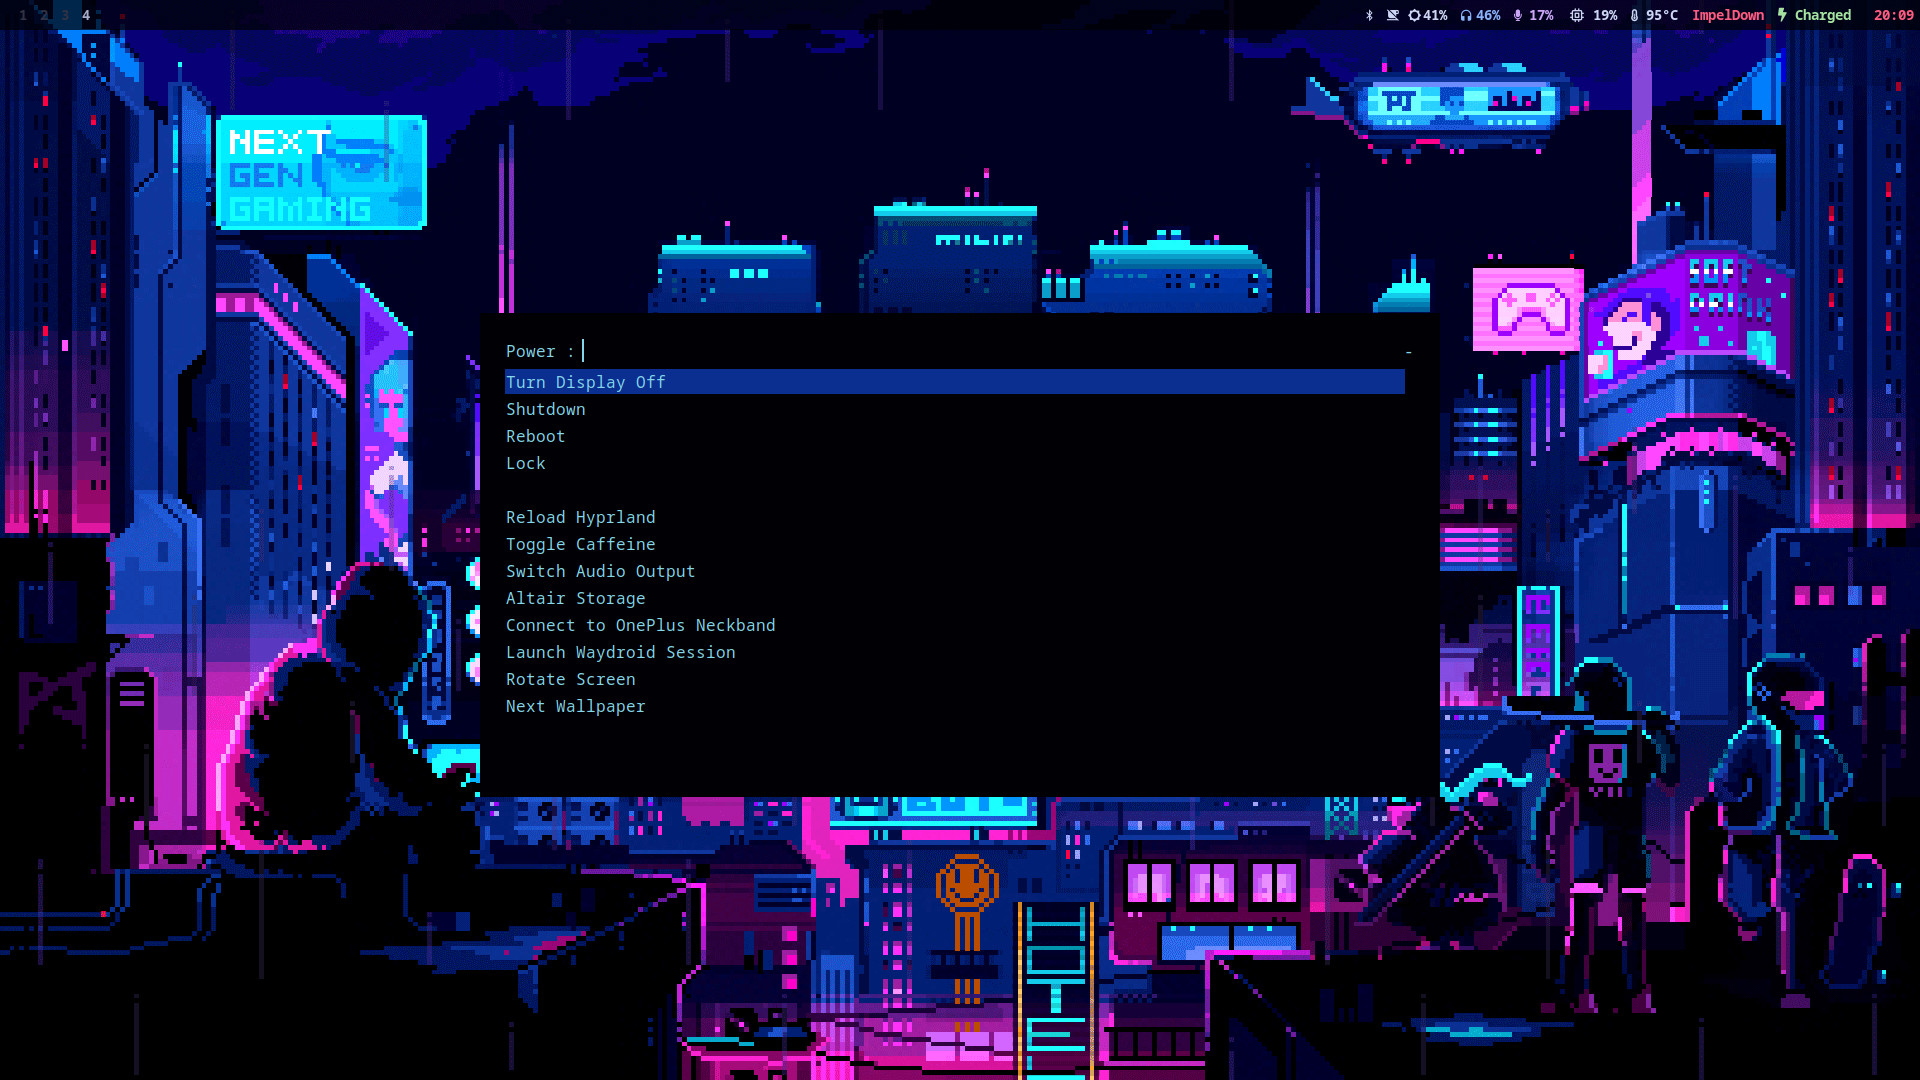 1 2 3 4
41% 46% 17% 19% 95°C ImpelDown Charged 20:09
NEXT
GEN
GAMING
Power :
-
Turn Display Off
Shutdown
Reboot
Lock
Reload Hyprland
Toggle Caffeine
Switch Audio Output
Altair Storage
Connect to OnePlus Neckband
Launch Waydroid Session
Rotate Screen
Next Wallpaper